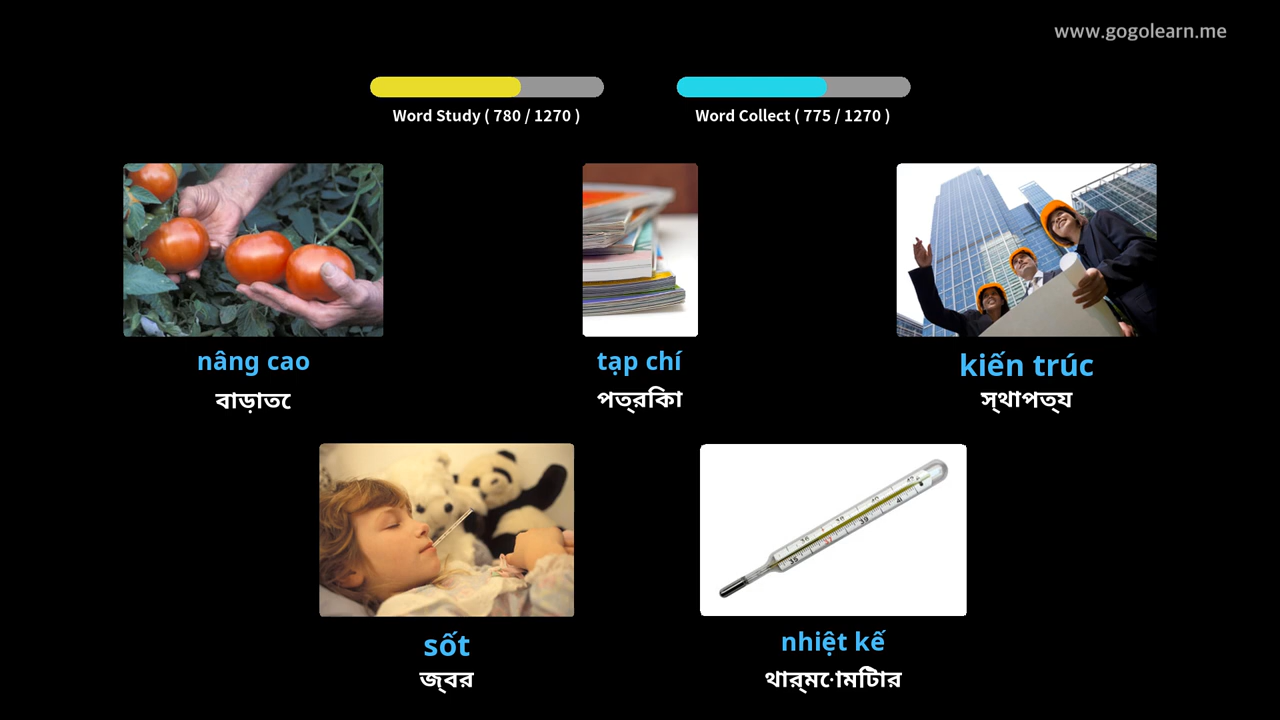 www.gogolearn.me
Word Study ( 780 / 1270 )
Word Collect ( 775 / 1270 )
nâng cao
বাড়াতে
tạp chí
পত্রিকা
kiến trúc
স্থাপত্য
sốt
জ্বর
nhiệt kế
থার্মোমিটার